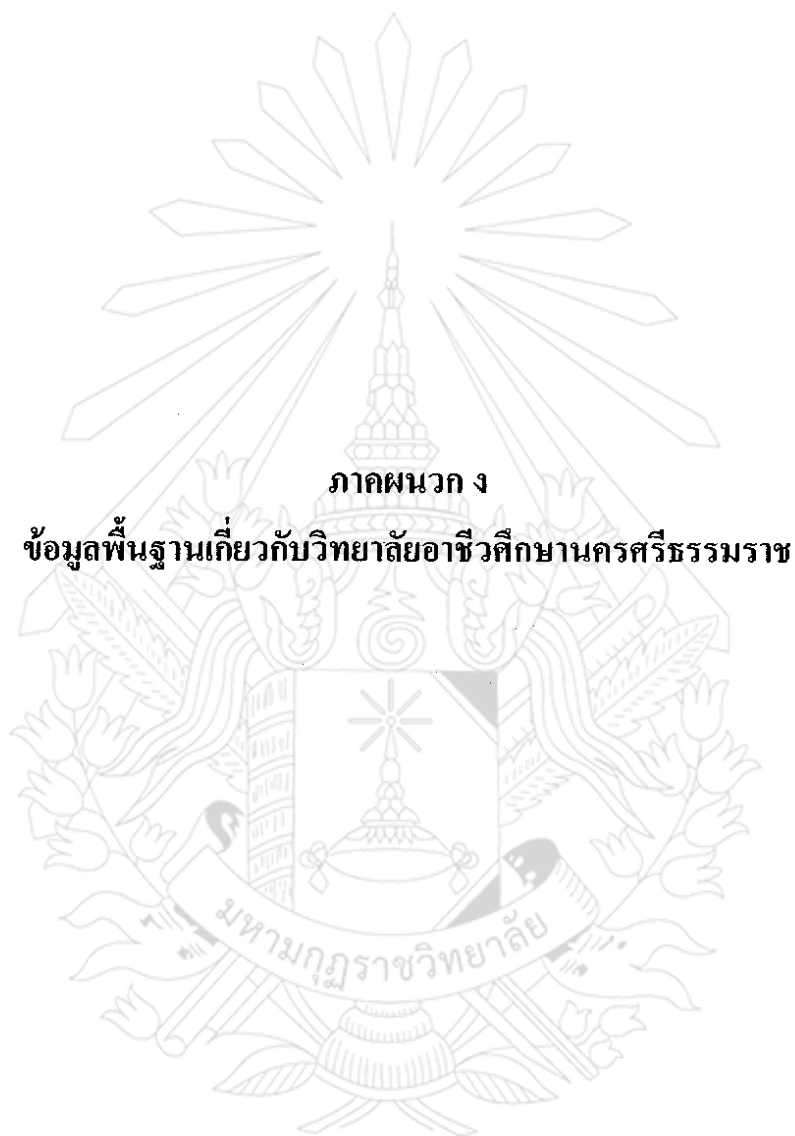 ภาคผนวก ง
ข้อมูลพื้นฐานเกี่ยวกับวิทยาลัยอาชีวศึกษานครศรีธรรมราช
มหามกุฏราชวิทยาลัย